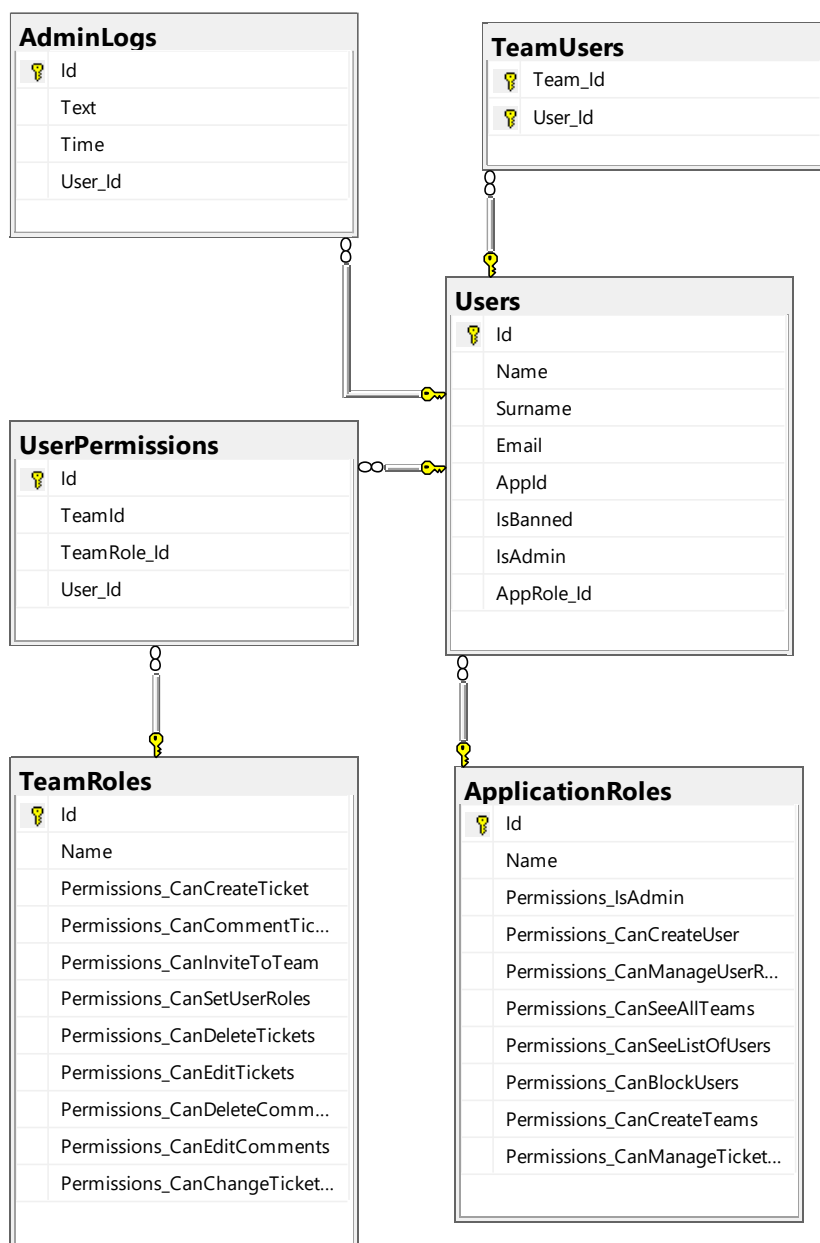 AdminLogs
Id
Text
Time
User_Id
TeamUsers
Team_Id
User_Id
Users
Id
Name
Surname
Email
AppId
IsBanned
IsAdmin
AppRole_Id
UserPermissions
Id
TeamId
TeamRole_Id
User_Id
TeamRoles
Id
Name
Permissions_CanCreateTicket
Permissions_CanCommentTic...
Permissions_CanInviteToTeam
Permissions_CanSetUserRoles
Permissions_CanDeleteTickets
Permissions_CanEditTickets
Permissions_CanDeleteComm...
Permissions_CanEditComments
Permissions_CanChangeTicket...
ApplicationRoles
Id
Name
Permissions_IsAdmin
Permissions_CanCreateUser
Permissions_CanManageUserR...
Permissions_CanSeeAllTeams
Permissions_CanSeeListOfUsers
Permissions_CanBlockUsers
Permissions_CanCreateTeams
Permissions_CanManageTicket...